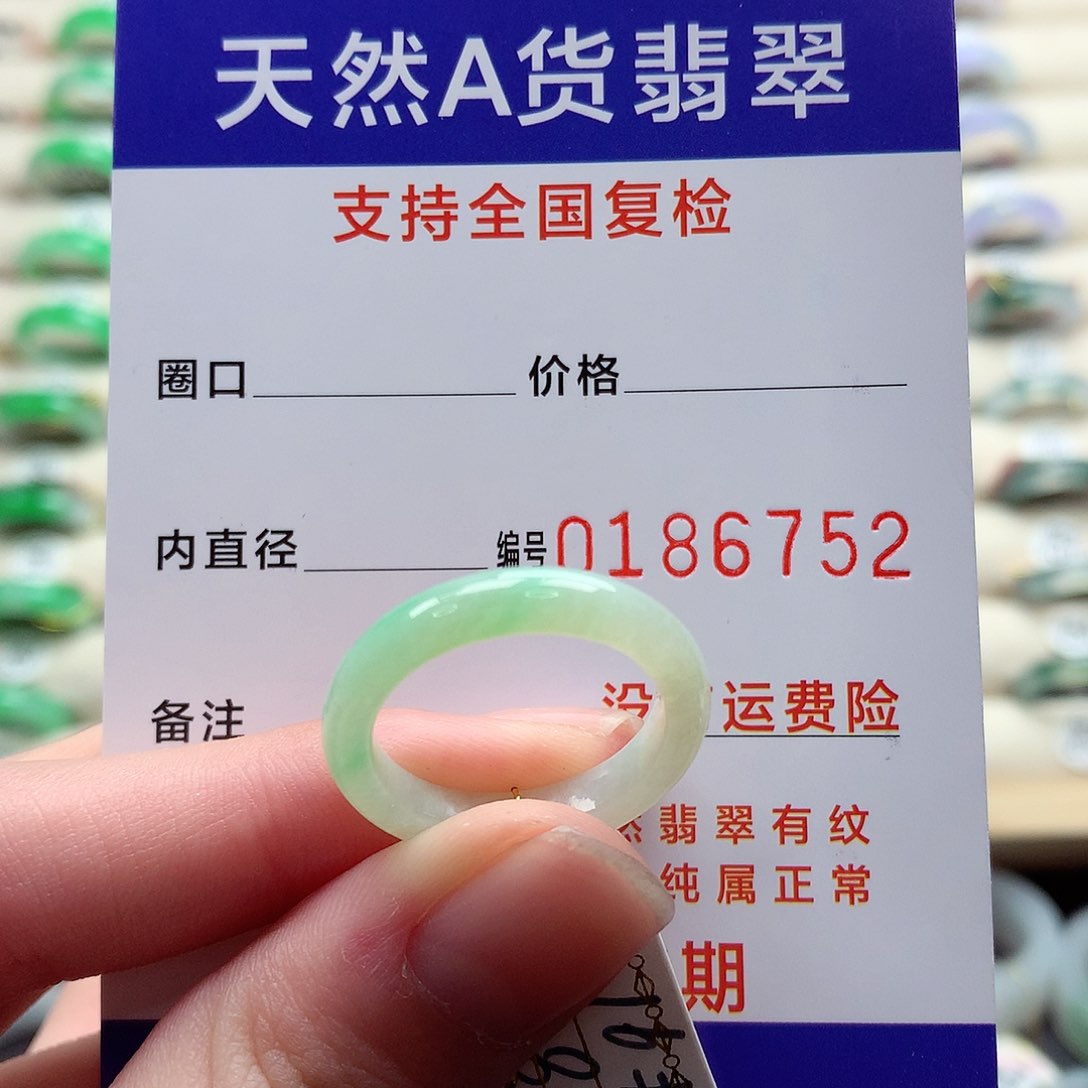 天然A货翡翠
支持全国复检
圈口 价格
内直径 编号0186752
备注 没 运费险
翡翠有纹
纯属正常
期